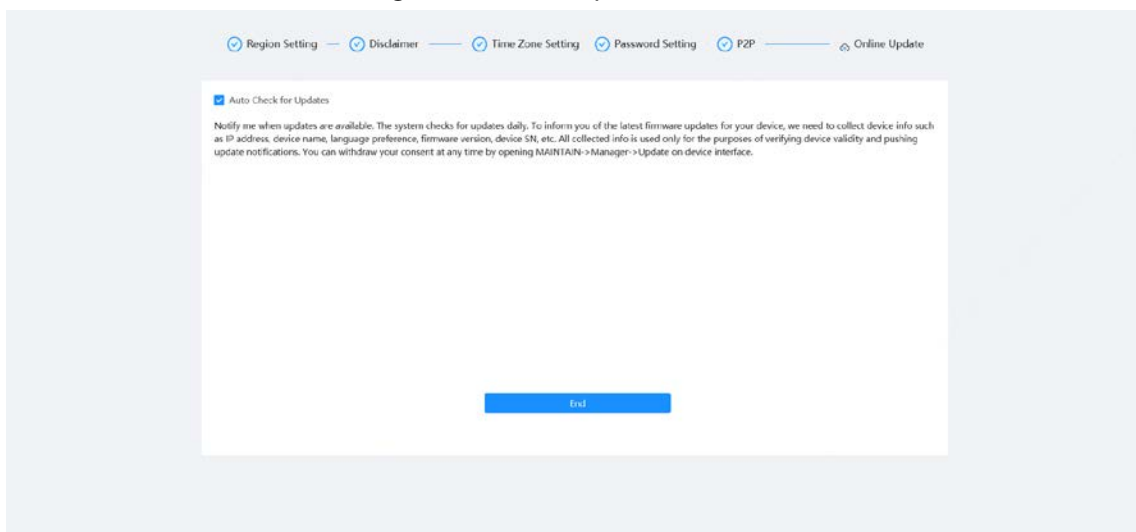 Region Setting Disclaimer Time Zone Setting Password Setting P2P Online Update
Auto Check for Updates
Notify me when updates are available. The system checks for updates daily. To inform you of the latest firmware updates for your device, we need to collect device info such
as IP address, device name, language preference, firmware version, device SN, etc. All collected info is used only for the purposes of verifying device validity and pushing
update notifications. You can withdraw your consent at any time by opening MAINTAIN->Manager->Update on device interface.
End